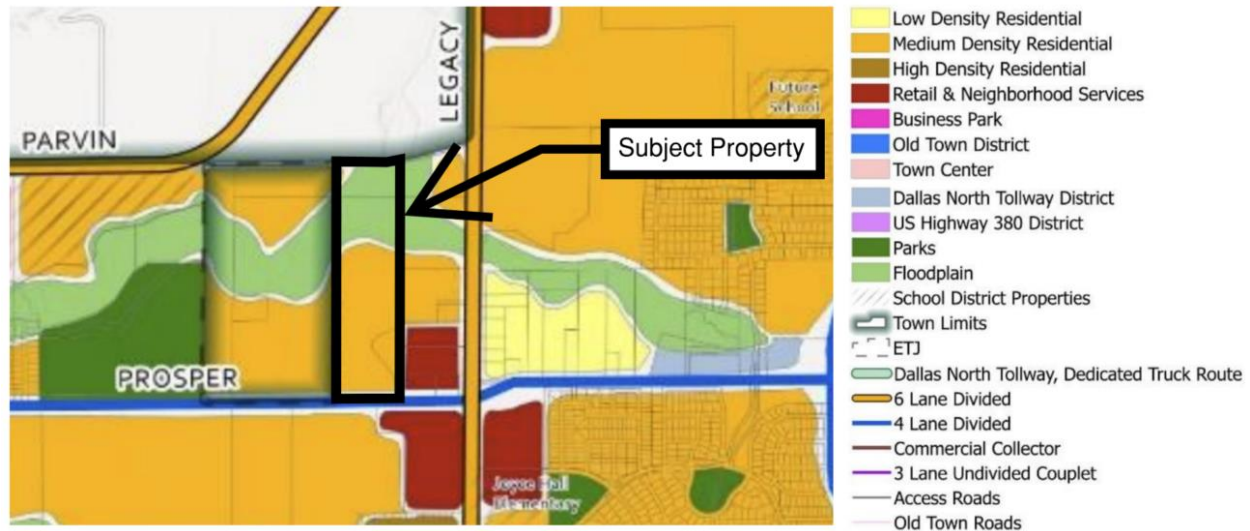 PARVIN
LEGACY
Future
School
Subject Property
PROSPER
Joyce Hall
Elementary
Low Density Residential
Medium Density Residential
High Density Residential
Retail & Neighborhood Services
Business Park
Old Town District
Town Center
Dallas North Tollway District
US Highway 380 District
Parks
Floodplain
School District Properties
Town Limits
ETJ
Dallas North Tollway, Dedicated Truck Route
6 Lane Divided
4 Lane Divided
Commercial Collector
3 Lane Undivided Couplet
Access Roads
Old Town Roads